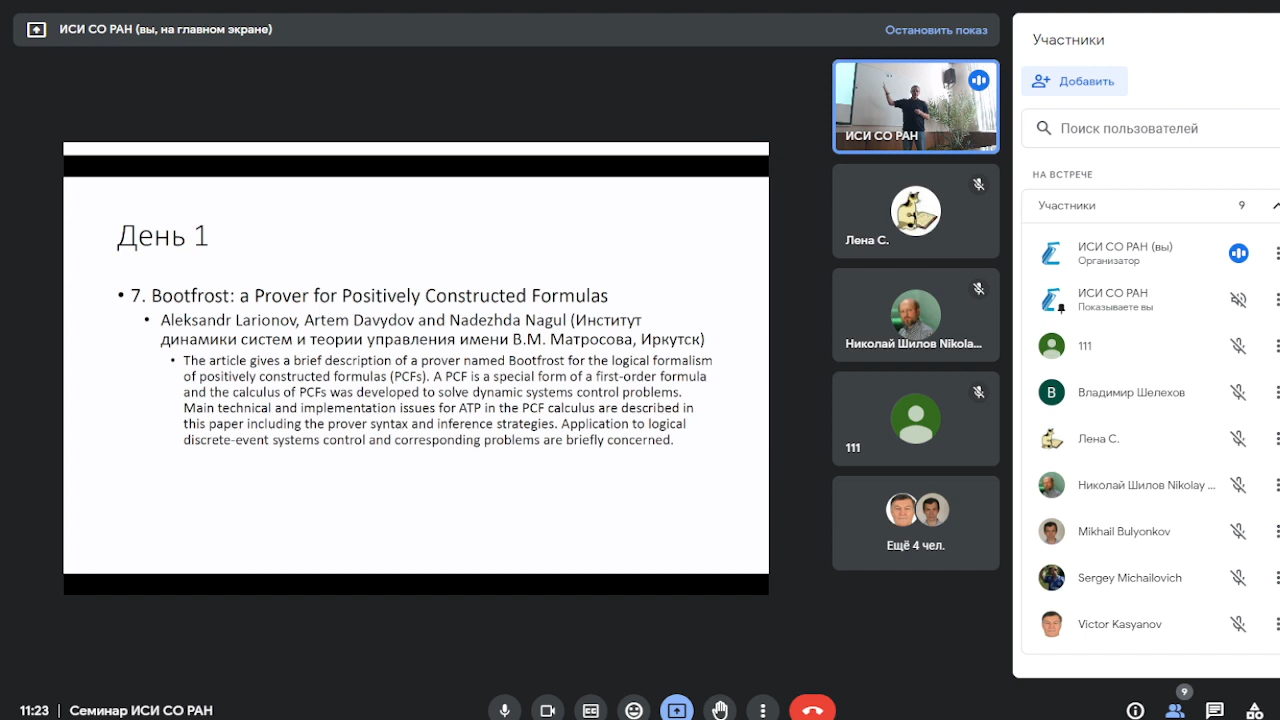 ИСИ СО РАН (вы, на главном экране)
Остановить показ
День 1
• 7. Bootfrost: a Prover for Positively Constructed Formulas
• Aleksandr Larionov, Artem Davydov and Nadezhda Nagul (Институт
динамики систем и теории управления имени В.М. Матросова, Иркутск)
• The article gives a brief description of a prover named Bootfrost for the logical formalism
of positively constructed formulas (PCFs). A PCF is a special form of a first-order formula
and the calculus of PCFs was developed to solve dynamic systems control problems.
Main technical and implementation issues for ATP in the PCF calculus are described in
this paper including the prover syntax and inference strategies. Application to logical
discrete-event systems control and corresponding problems are briefly concerned.
ИСИ СО РАН
Лена С.
Николай Шилов Nikola...
111
Ещё 4 чел.
Участники
Добавить
Поиск пользователей
НА ВСТРЕЧЕ
Участники 9
ИСИ СО РАН (вы)
Организатор
ИСИ СО РАН
Показываете вы
111
В Владимир Шелехов
Лена С.
Николай Шилов Nikolay ...
Mikhail Bulyonkov
Sergey Michailovich
Victor Kasyanov
11:23 | Семинар ИСИ СО РАН
9